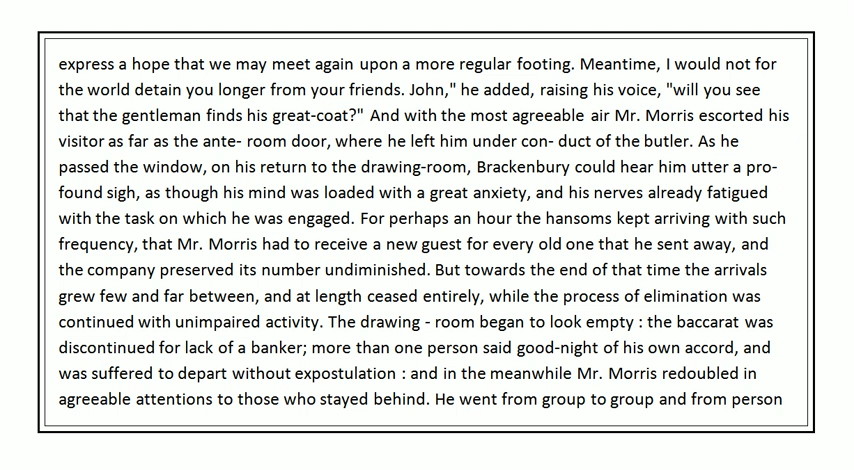 express a hope that we may meet again upon a more regular footing. Meantime, I would not for
the world detain you longer from your friends. John," he added, raising his voice, "will you see
that the gentleman finds his great-coat?" And with the most agreeable air Mr. Morris escorted his
visitor as far as the ante- room door, where he left him under con- duct of the butler. As he
passed the window, on his return to the drawing-room, Brackenbury could hear him utter a pro-
found sigh, as though his mind was loaded with a great anxiety, and his nerves already fatigued
with the task on which he was engaged. For perhaps an hour the hansoms kept arriving with such
frequency, that Mr. Morris had to receive a new guest for every old one that he sent away, and
the company preserved its number undiminished. But towards the end of that time the arrivals
grew few and far between, and at length ceased entirely, while the process of elimination was
continued with unimpaired activity. The drawing - room began to look empty : the baccarat was
discontinued for lack of a banker; more than one person said good-night of his own accord, and
was suffered to depart without expostulation : and in the meanwhile Mr. Morris redoubled in
agreeable attentions to those who stayed behind. He went from group to group and from person